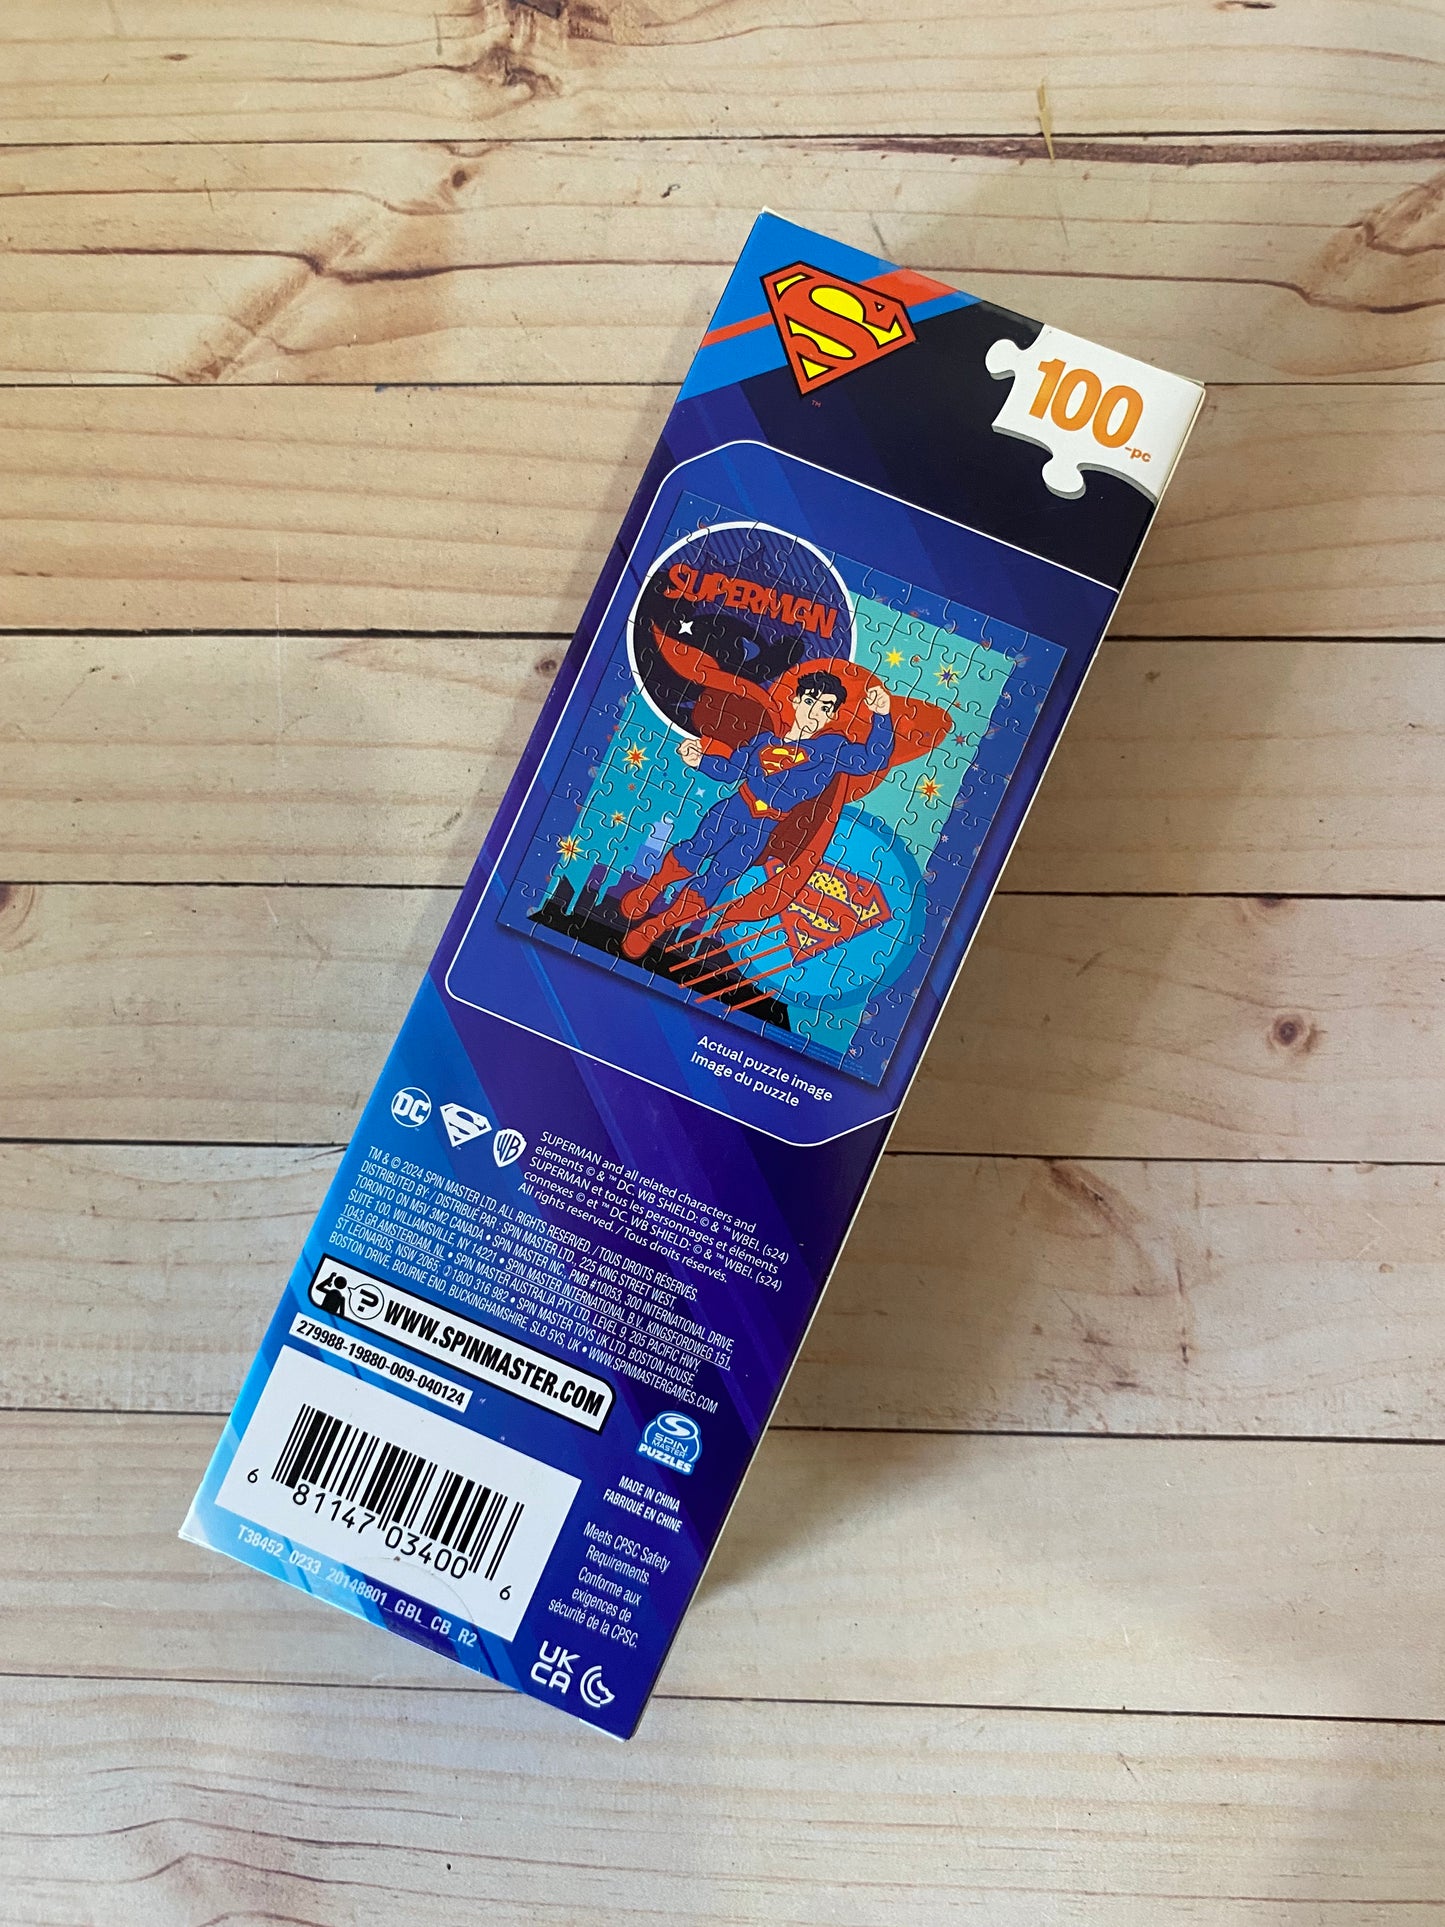 S
™
100-pc
SUPERMAN
Actual puzzle image
Image du puzzle
DC
WB
SUPERMAN and all related characters and
elements © & ™ DC. WB SHIELD: © & ™ WBEI. (s24)
SUPERMAN et tous les personnages et éléments
connexes © et ™ DC. WB SHIELD: © & ™ WBEI. (s24)
All rights reserved. / Tous droits réservés.
TM & © 2024 SPIN MASTER LTD. ALL RIGHTS RESERVED. / TOUS DROITS RÉSERVÉS.
DISTRIBUTED BY: / DISTRIBUÉ PAR : SPIN MASTER LTD., 225 KING STREET WEST,
TORONTO ON M5V 3M2 CANADA • SPIN MASTER INC., PMB #10053, 300 INTERNATIONAL DRIVE,
SUITE 100, WILLIAMSVILLE, NY 14221 • SPIN MASTER INTERNATIONAL B.V., KINGSFORDWEG 151,
1043 GR AMSTERDAM, NL • SPIN MASTER AUSTRALIA PTY LTD, LEVEL 9, 205 PACIFIC HWY,
ST LEONARDS, NSW 2065; 1800 316 982 • SPIN MASTER TOYS UK LTD. BOSTON HOUSE,
BOSTON DRIVE, BOURNE END, BUCKINGHAMSHIRE, SL8 5YS, UK • WWW.SPINMASTERGAMES.COM
? WWW.SPINMASTER.COM
279988-19880-009-040124
6 81147 03400 6
T38452_0233_20148801_GBL_CB_R2
SPIN
MASTER
PUZZLES
MADE IN CHINA
FABRIQUÉ EN CHINE
Meets CPSC Safety
Requirements.
Conforme aux
exigences de
sécurité de la CPSC.
UK
CA